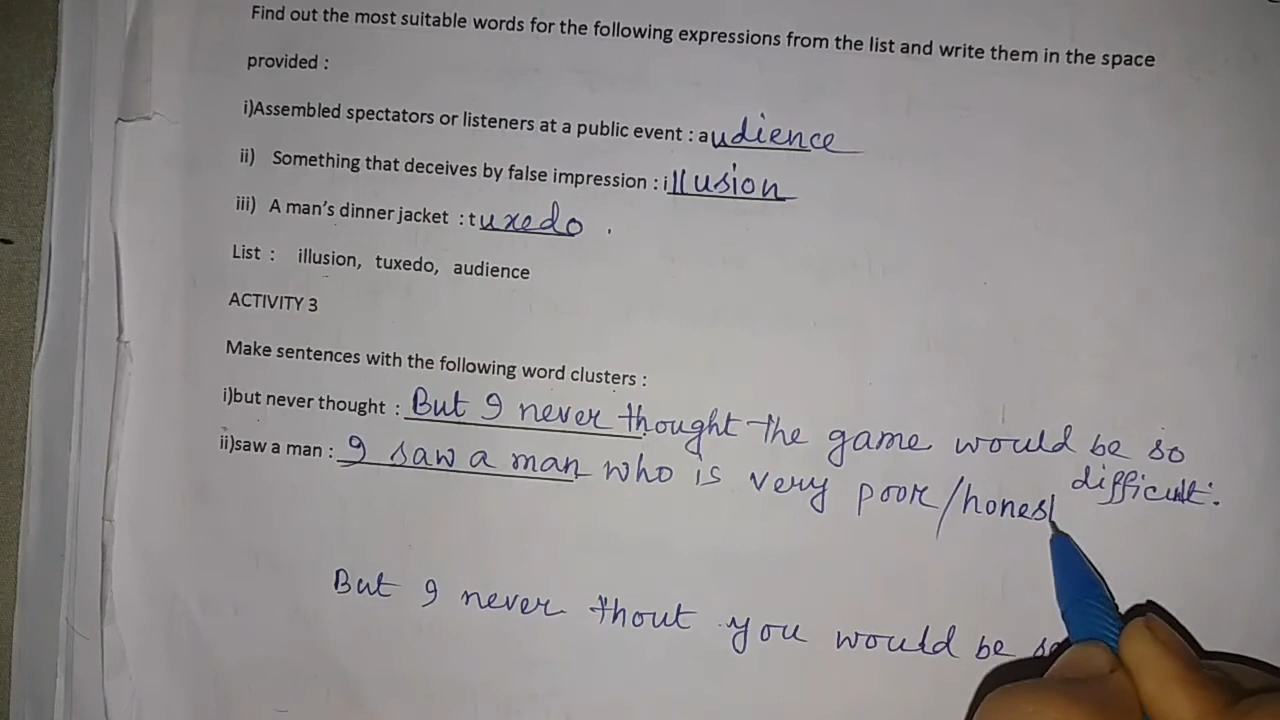 Find out the most suitable words for the following expressions from the list and write them in the space
provided :
i)Assembled spectators or listeners at a public event : audience
ii) Something that deceives by false impression : illusion
iii) A man's dinner jacket : tuxedo .
List : illusion, tuxedo, audience
ACTIVITY 3
Make sentences with the following word clusters :
i)but never thought : But I never thought the game would be so
difficult.
ii)saw a man : I saw a man who is very poor/honest
But I never thout you would be